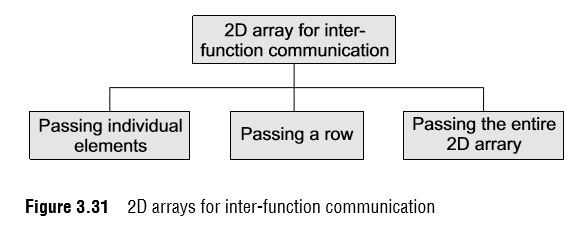 2D array for inter-
function communication
Passing individual
elements
Passing a row
Passing the entire
2D arrary
Figure 3.31 2D arrays for inter-function communication